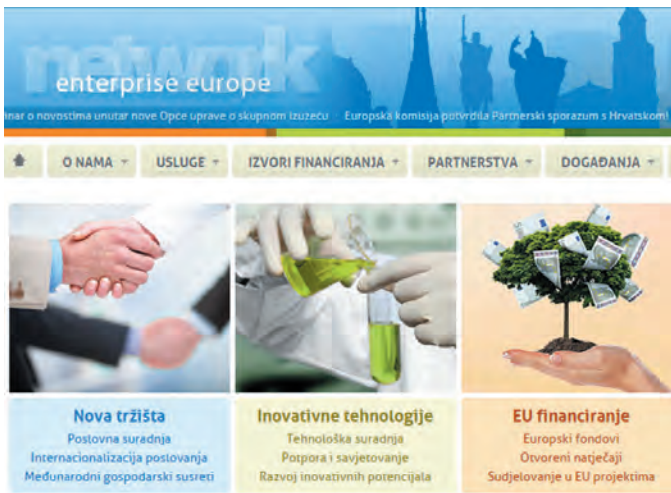 network
enterprise europe
nar o novostima unutar nove Opće uprave o skupnom izuzeću · Europska komisija potvrdila Partnerski sporazum s Hrvatskom!
O NAMA
USLUGE
IZVORI FINANCIRANJA
PARTNERSTVA
DOGAĐANJA
Nova tržišta
Poslovna suradnja
Internacionalizacija poslovanja
Međunarodni gospodarski susreti
Inovativne tehnologije
Tehnološka suradnja
Potpora i savjetovanje
Razvoj inovativnih potencijala
EU financiranje
Europski fondovi
Otvoreni natječaji
Sudjelovanje u EU projektima